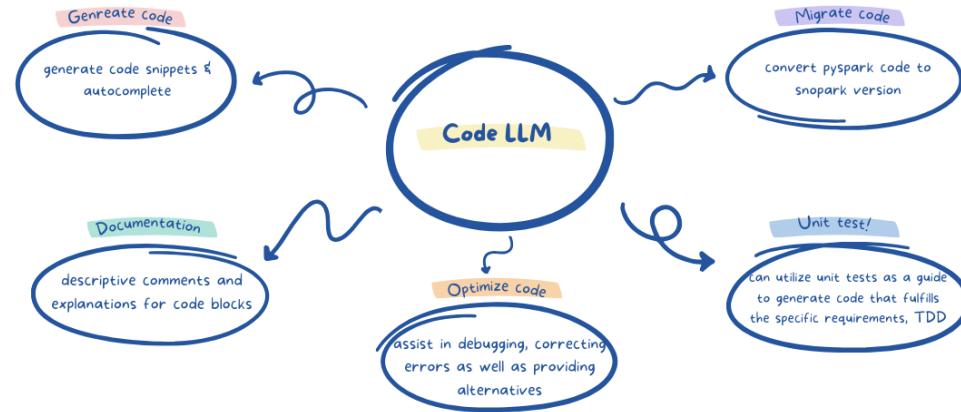 Genreate code
generate code snippets &
autocomplete
Migrate code
convert pyspark code to
snopark version
Code LLM
Documentation
descriptive comments and
explanations for code blocks
Optimize code
assist in debugging, correcting
errors as well as providing
alternatives
Unit test!
can utilize unit tests as a guide
to generate code that fulfills
the specific requirements, TDD